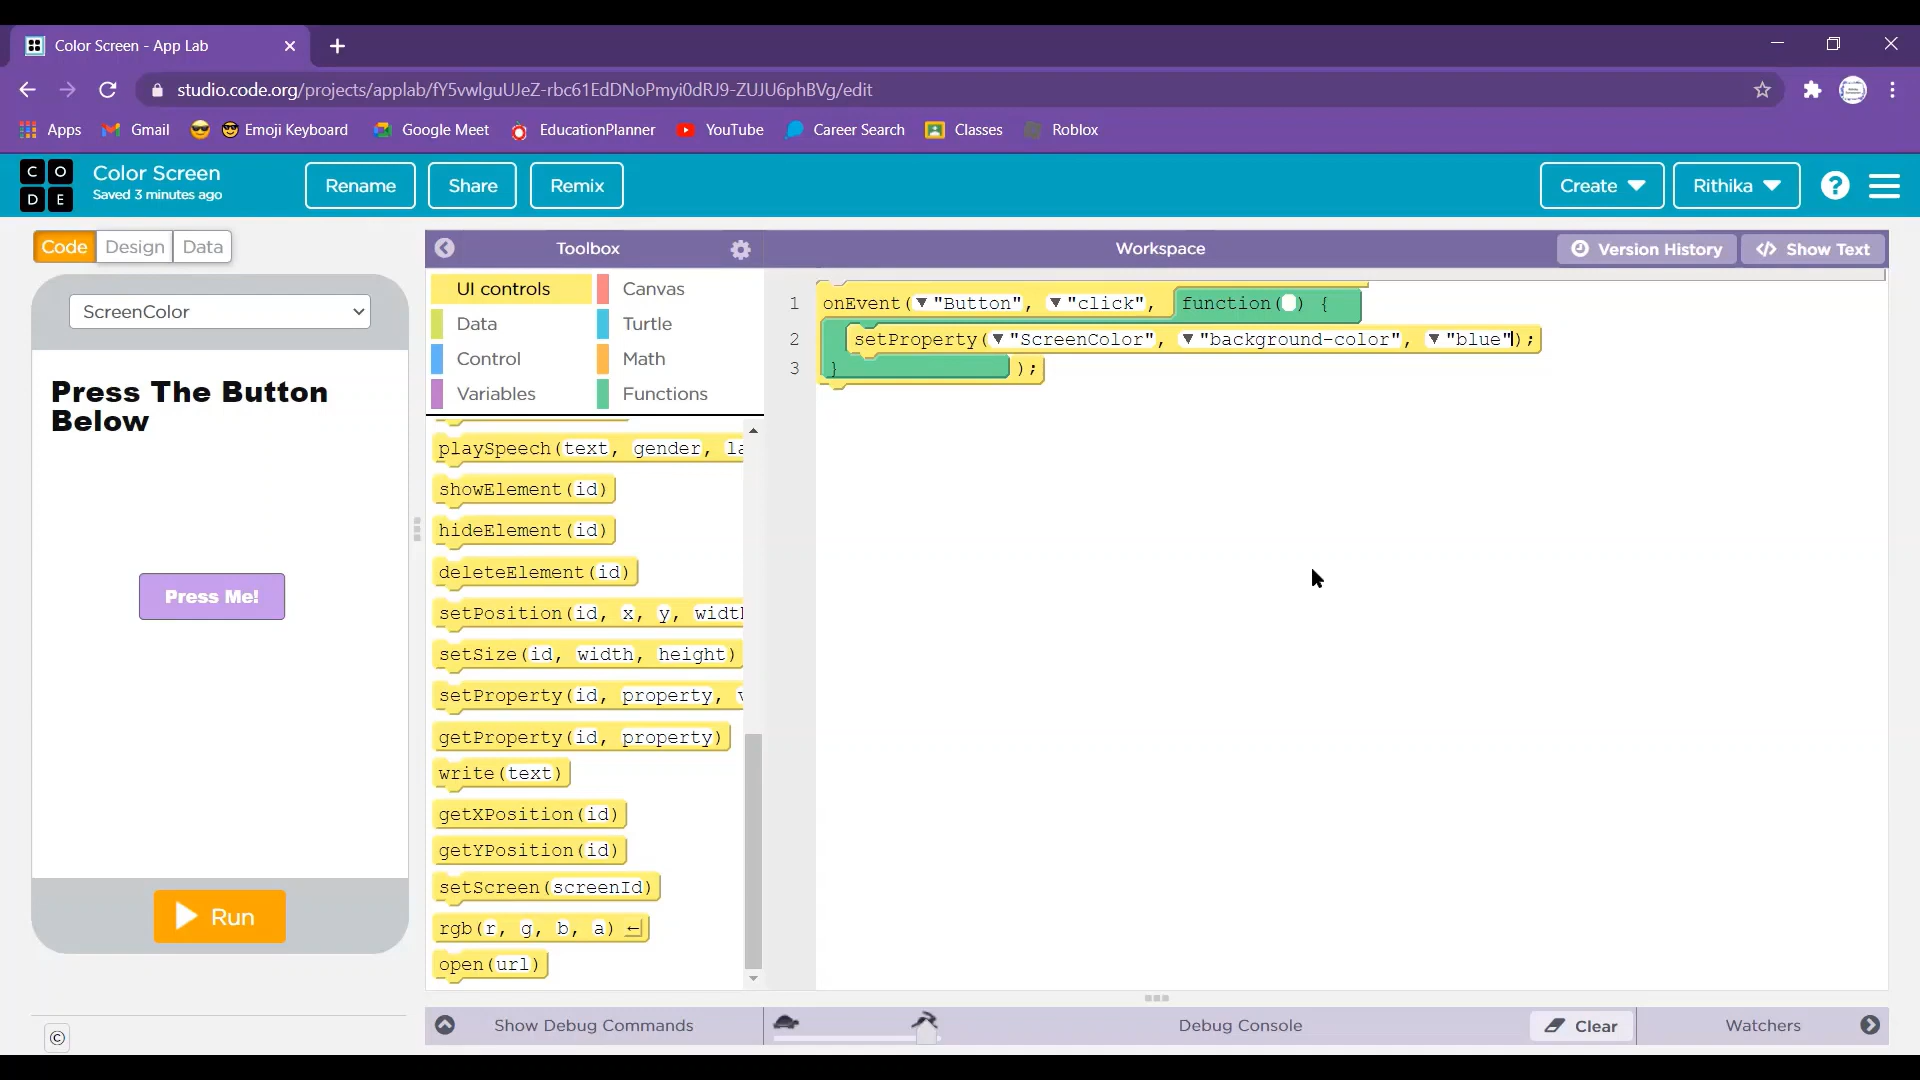 Color Screen - App Lab
studio.code.org/projects/applab/fY5vwlguUJeZ-rbc61EdDNoPmyi0dRJ9-ZUJU6phBVg/edit
Apps Gmail Emoji Keyboard Google Meet EducationPlanner YouTube Career Search Classes Roblox
C O D E
Color Screen
Saved 3 minutes ago
Rename Share Remix Create Rithika ?
Code Design Data
Toolbox
Workspace
Version History
Show Text
ScreenColor
Press The Button
Below
Press Me!
Run
UI controls
Canvas
Data
Turtle
Control
Math
Variables
Functions
playSpeech(text, gender, la
showElement(id)
hideElement(id)
deleteElement(id)
setPosition(id, x, y, widt
setSize(id, width, height)
setProperty(id, property, v
getProperty(id, property)
write(text)
getXPosition(id)
getYPosition(id)
setScreen(screenId)
rgb(r, g, b, a) ←
open(url)
1 onEvent(▼"Button", ▼"click", function( ) {
2 setProperty(▼"ScreenColor", ▼"background-color", ▼"blue");
3 } );
©
Show Debug Commands
Debug Console
Clear
Watchers